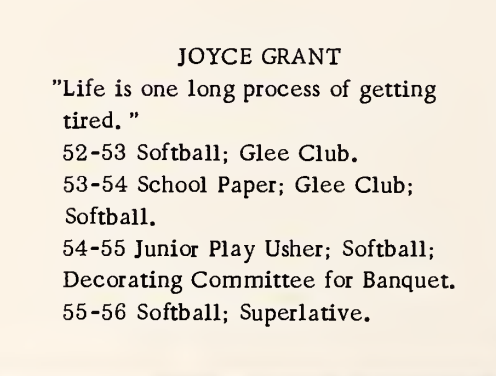 JOYCE GRANT
"Life is one long process of getting
tired. "
52-53 Softball; Glee Club.
53-54 School Paper; Glee Club;
Softball.
54-55 Junior Play Usher; Softball;
Decorating Committee for Banquet.
55-56 Softball; Superlative.